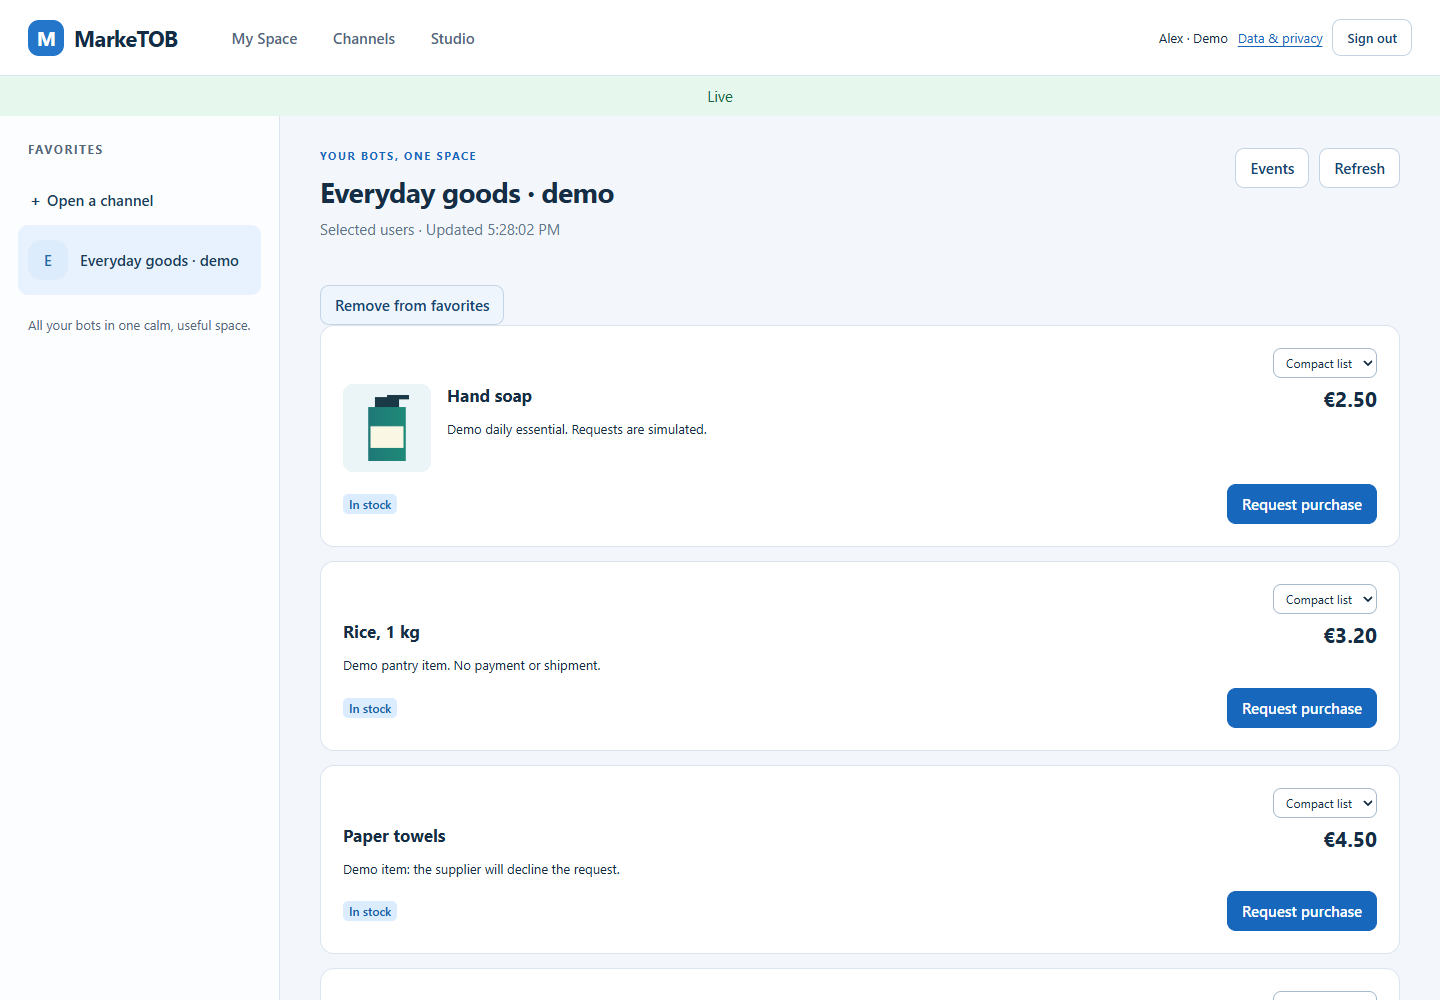 M MarkeTOB My Space Channels Studio Alex · Demo Data & privacy Sign out
Live
FAVORITES
+ Open a channel
E Everyday goods · demo
All your bots in one calm, useful space.
YOUR BOTS, ONE SPACE
Everyday goods · demo
Selected users · Updated 5:28:02 PM
Events Refresh
Remove from favorites
Compact list
Hand soap
€2.50
Demo daily essential. Requests are simulated.
In stock
Request purchase
Compact list
Rice, 1 kg
€3.20
Demo pantry item. No payment or shipment.
In stock
Request purchase
Compact list
Paper towels
€4.50
Demo item: the supplier will decline the request.
In stock
Request purchase